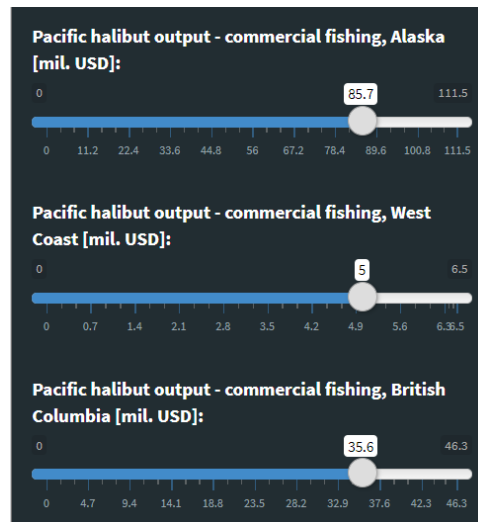 Pacific halibut output - commercial fishing, Alaska
[mil. USD]:
0 85.7 111.5
0 11.2 22.4 33.6 44.8 56 67.2 78.4 89.6 100.8 111.5
Pacific halibut output - commercial fishing, West
Coast [mil. USD]:
0 5 6.5
0 0.7 1.4 2.1 2.8 3.5 4.2 4.9 5.6 6.3 6.5
Pacific halibut output - commercial fishing, British
Columbia [mil. USD]:
0 35.6 46.3
0 4.7 9.4 14.1 18.8 23.5 28.2 32.9 37.6 42.3 46.3